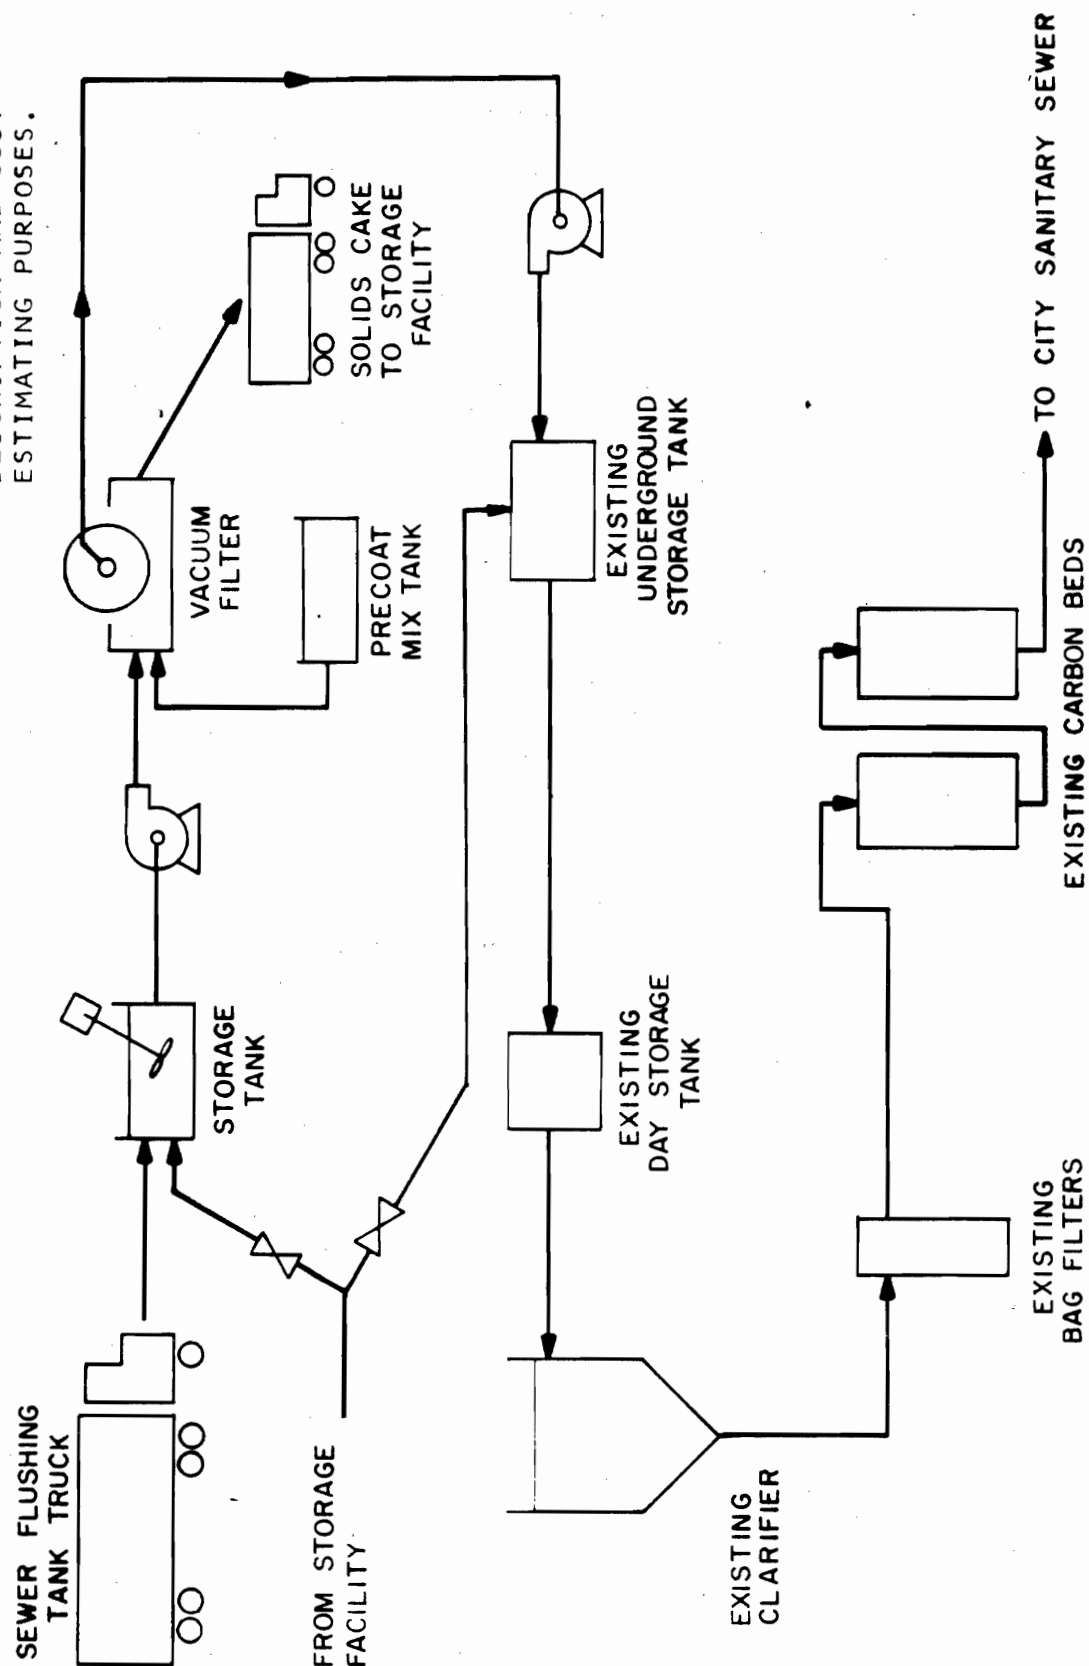 ESTIMATING PURPOSES.
SEWER FLUSHING
TANK TRUCK
STORAGE
TANK
VACUUM
FILTER
PRECOAT
MIX TANK
SOLIDS CAKE
TO STORAGE
FACILITY
FROM STORAGE
FACILITY
EXISTING
UNDERGROUND
STORAGE TANK
EXISTING
DAY STORAGE
TANK
EXISTING
CLARIFIER
EXISTING
BAG FILTERS
EXISTING CARBON BEDS
TO CITY SANITARY SEWER